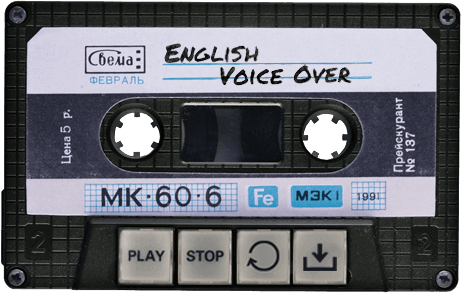 Свема
ФЕВРАЛЬ
ENGLISH
VOICE OVER
Цена 5 р.
Прейскурант
№ 137
МК·60·6
Fe
МЭК I
1991
2
2
PLAY
STOP